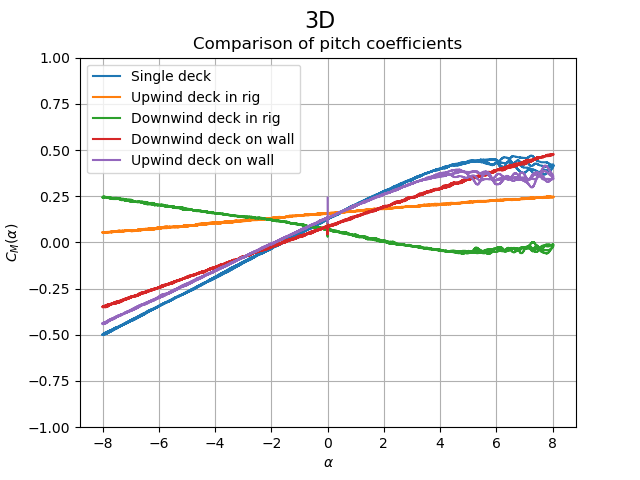 3D
Comparison of pitch coefficients
Single deck
Upwind deck in rig
Downwind deck in rig
Downwind deck on wall
Upwind deck on wall
1.00
0.75
0.50
0.25
0.00
−0.25
−0.50
−0.75
−1.00
C_M(α)
−8 −6 −4 −2 0 2 4 6 8
α